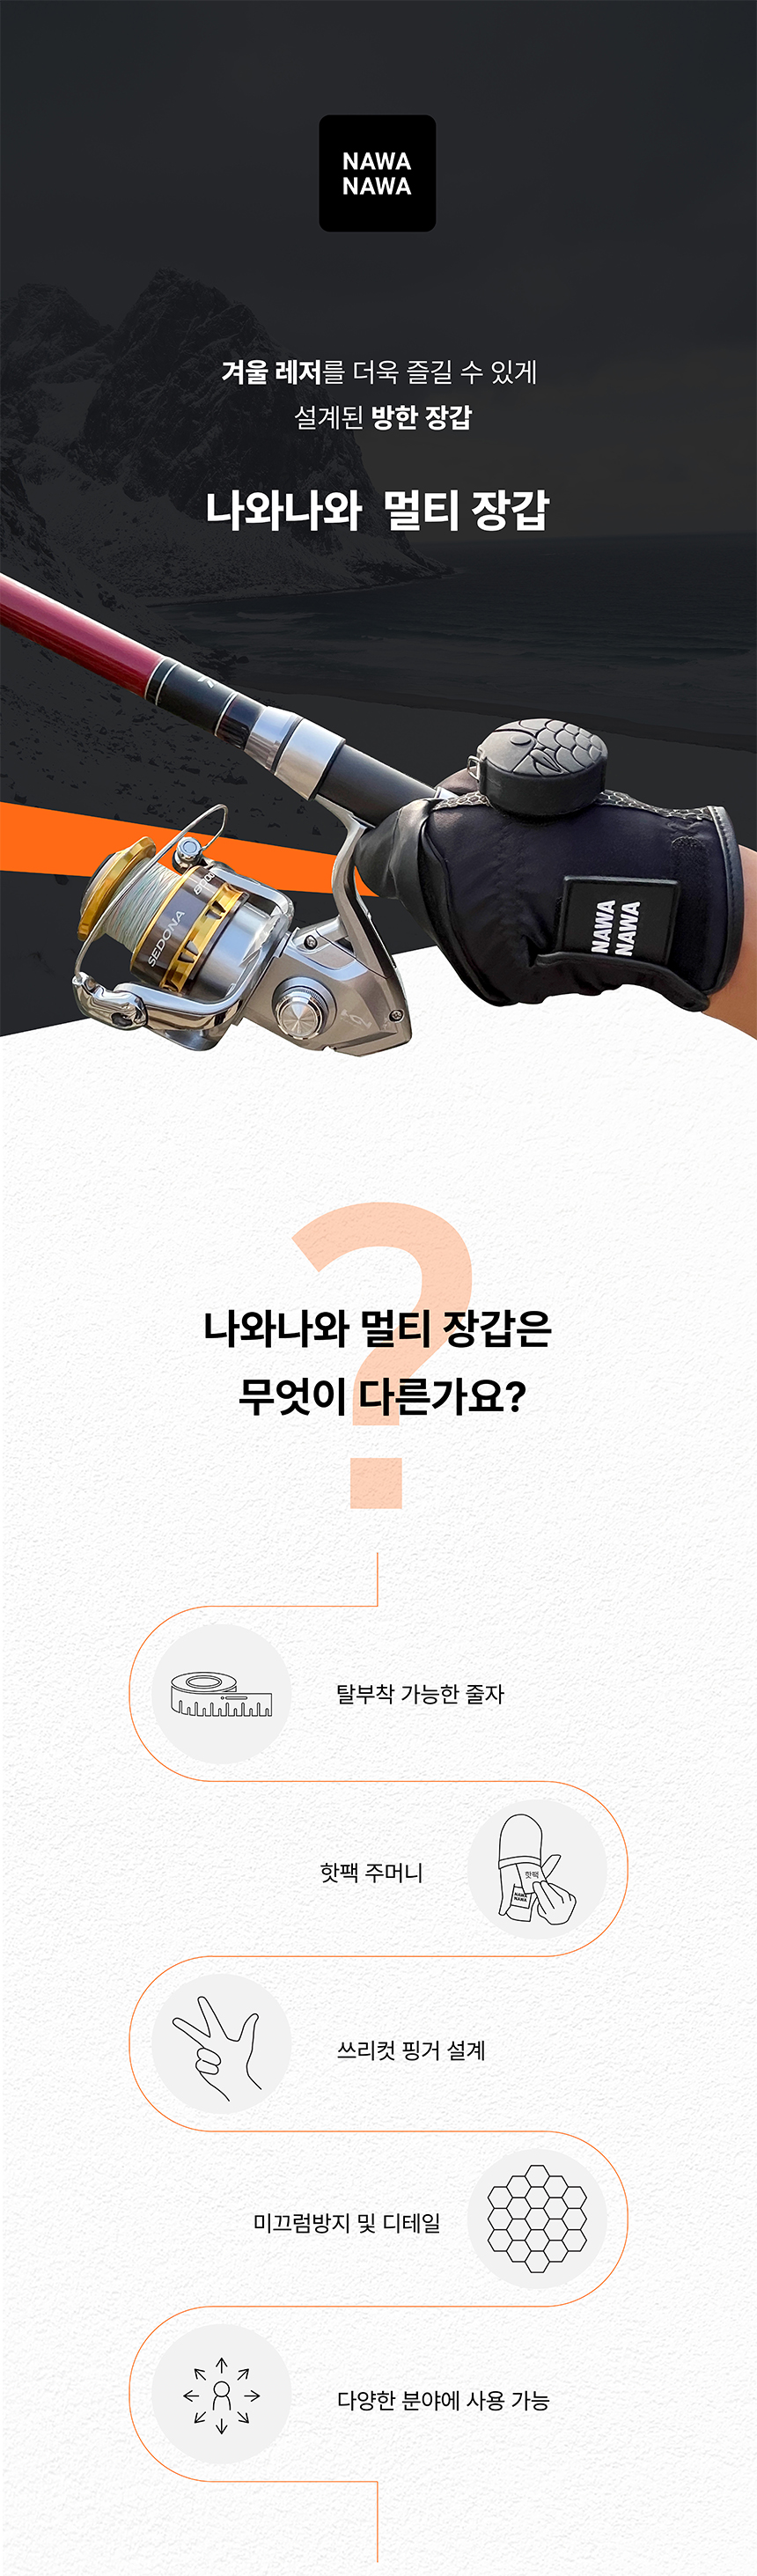 NAWA
NAWA
겨울 레저를 더욱 즐길 수 있게
설계된 방한 장갑
나와나와 멀티 장갑
SEDONA
NAWA
NAWA
?
나와나와 멀티 장갑은
무엇이 다른가요?
탈부착 가능한 줄자
핫팩 주머니
핫팩
NAWA
NAWA
쓰리컷 핑거 설계
미끄럼방지 및 디테일
다양한 분야에 사용 가능